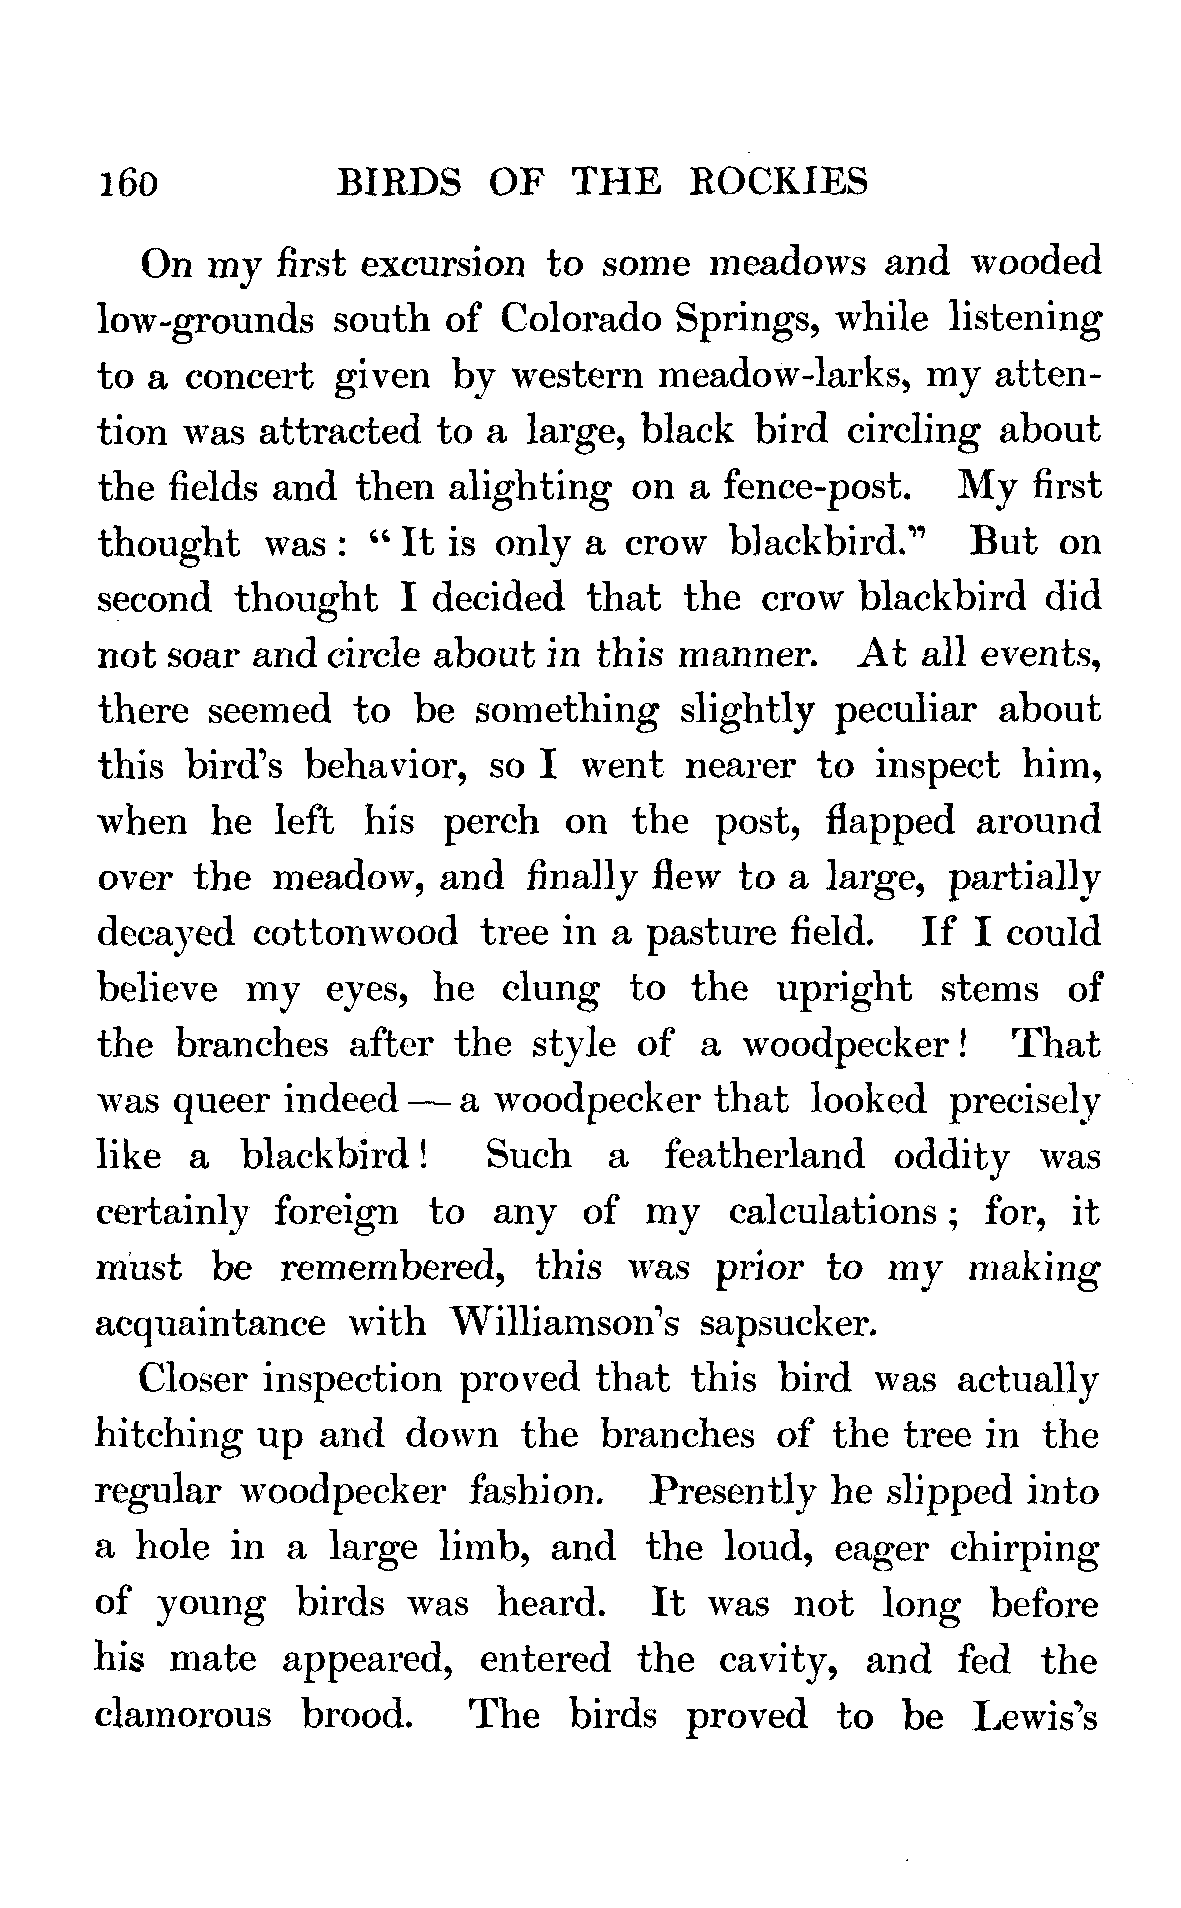 160 BIRDS OF THE ROCKIES
On my first excursion to some meadows and wooded
low-grounds south of Colorado Springs, while listening
to a concert given by western meadow-larks, my atten-
tion was attracted to a large, black bird circling about
the fields and then alighting on a fence-post. My first
thought was : “ It is only a crow blackbird.” But on
second thought I decided that the crow blackbird did
not soar and circle about in this manner. At all events,
there seemed to be something slightly peculiar about
this bird's behavior, so I went nearer to inspect him,
when he left his perch on the post, flapped around
over the meadow, and finally flew to a large, partially
decayed cottonwood tree in a pasture field. If I could
believe my eyes, he clung to the upright stems of
the branches after the style of a woodpecker ! That
was queer indeed — a woodpecker that looked precisely
like a blackbird ! Such a featherland oddity was
certainly foreign to any of my calculations ; for, it
must be remembered, this was prior to my making
acquaintance with Williamson's sapsucker.
Closer inspection proved that this bird was actually
hitching up and down the branches of the tree in the
regular woodpecker fashion. Presently he slipped into
a hole in a large limb, and the loud, eager chirping
of young birds was heard. It was not long before
his mate appeared, entered the cavity, and fed the
clamorous brood. The birds proved to be Lewis's